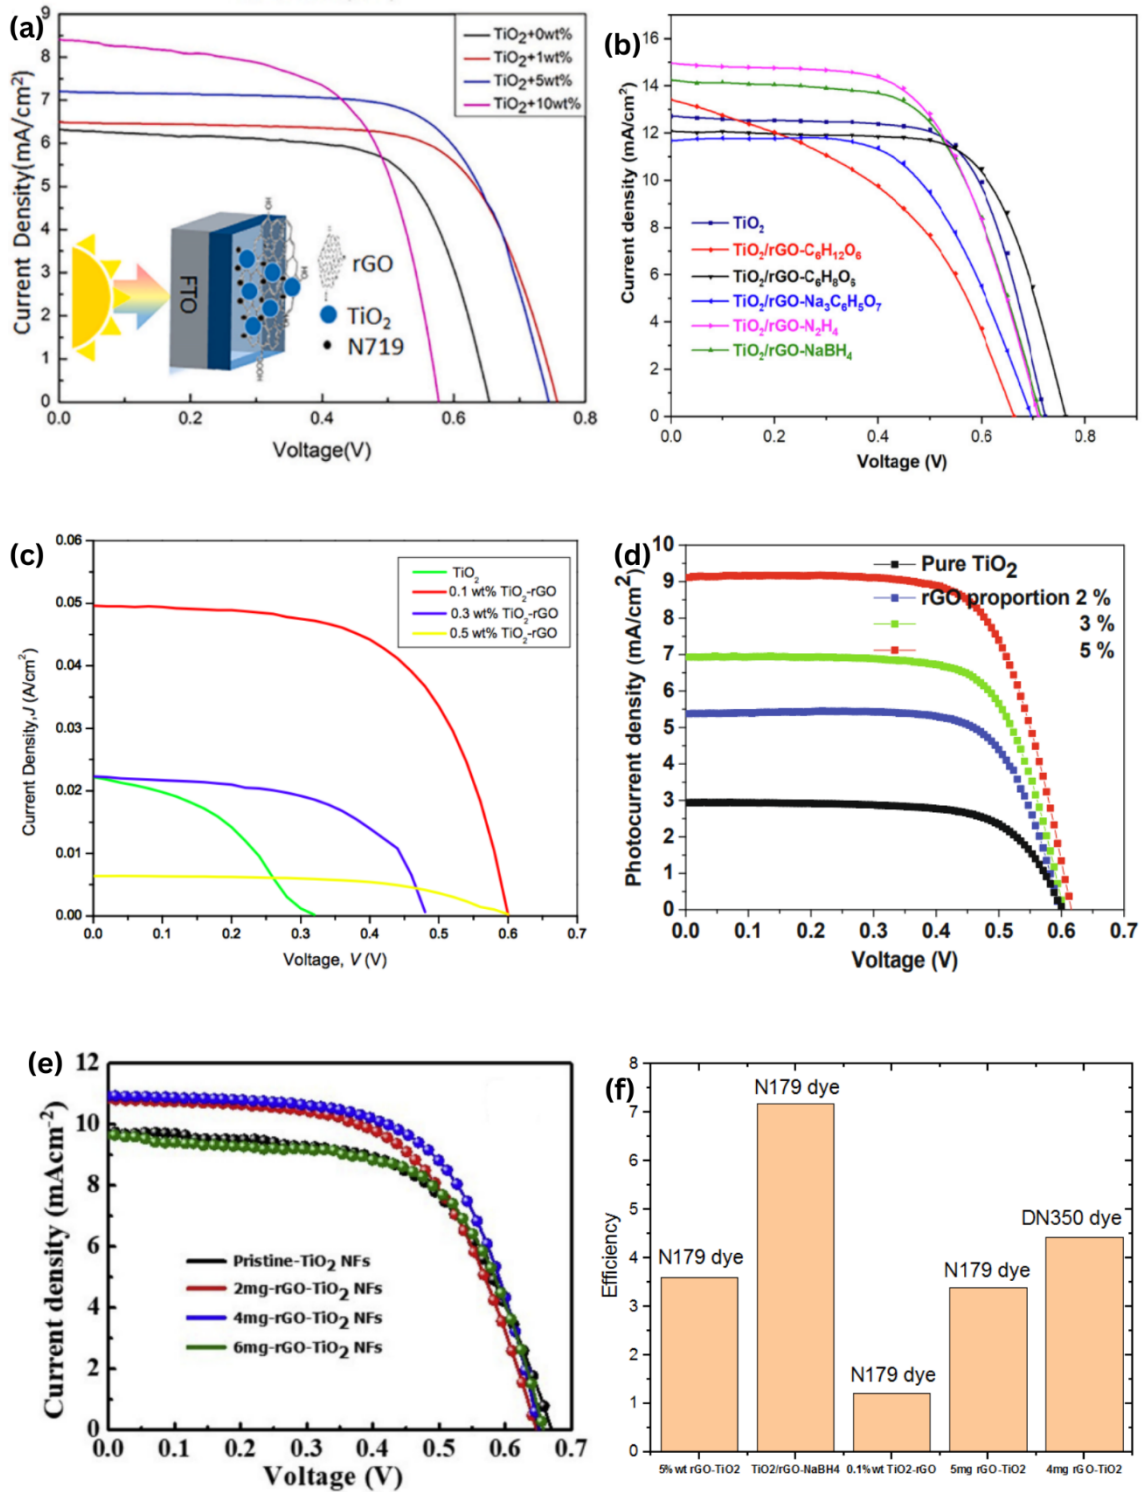 (a)
Current Density(mA/cm2)
9
8
7
6
5
4
3
2
1
0
TiO2+0wt%
TiO2+1wt%
TiO2+5wt%
TiO2+10wt%
FTO
HO
OH
HO
rGO
TiO2
N719
0.0
0.2
0.4
0.6
0.8
Voltage(V)
(b)
Current density (mA/cm2)
16
14
12
10
8
6
4
2
0
TiO2
TiO2/rGO-C6H12O6
TiO2/rGO-C6H8O6
TiO2/rGO-Na3C6H5O7
TiO2/rGO-N2H4
TiO2/rGO-NaBH4
0.0
0.2
0.4
0.6
0.8
Voltage (V)
(c)
Current Density,J (A/cm2)
0.06
0.05
0.04
0.03
0.02
0.01
0.00
TiO2
0.1 wt% TiO2-rGO
0.3 wt% TiO2-rGO
0.5 wt% TiO2-rGO
0.0 0.1 0.2 0.3 0.4 0.5 0.6 0.7
Voltage, V (V)
(d)
Photocurrent density (mA/cm2)
10
9
8
7
6
5
4
3
2
1
0
Pure TiO2
rGO proportion 2 %
3 %
5 %
0.0 0.1 0.2 0.3 0.4 0.5 0.6 0.7
Voltage (V)
(e)
Current density (mAcm-2)
12
10
8
6
4
2
0
Pristine-TiO2 NFs
2mg-rGO-TiO2 NFs
4mg-rGO-TiO2 NFs
6mg-rGO-TiO2 NFs
0.0 0.1 0.2 0.3 0.4 0.5 0.6 0.7
Voltage (V)
(f)
Efficiency
8
7
6
5
4
3
2
1
0
N179 dye
N179 dye
N179 dye
N179 dye
DN350 dye
5% wt rGO-TiO2
TiO2/rGO-NaBH4
0.1%wt TiO2-rGO
5mg rGO-TiO2
4mg rGO-TiO2